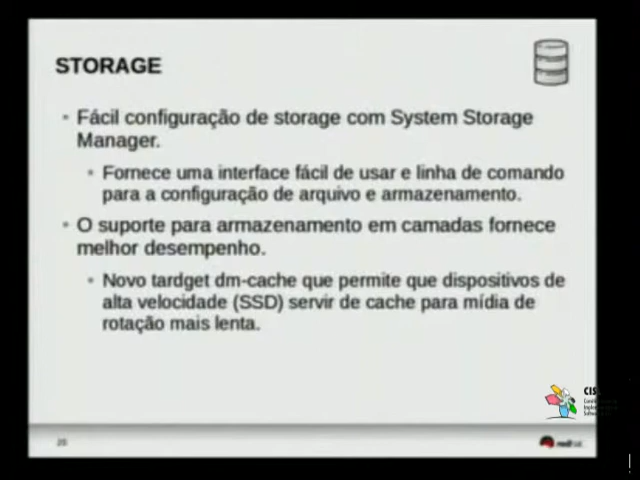 STORAGE
Fácil configuração de storage com System Storage
Manager.
Fornece uma interface fácil de usar e linha de comando
para a configuração de arquivo e armazenamento.
O suporte para armazenamento em camadas fornece
melhor desempenho.
Novo tardget dm-cache que permite que dispositivos de
alta velocidade (SSD) servir de cache para mídia de
rotação mais lenta.
CIS
20